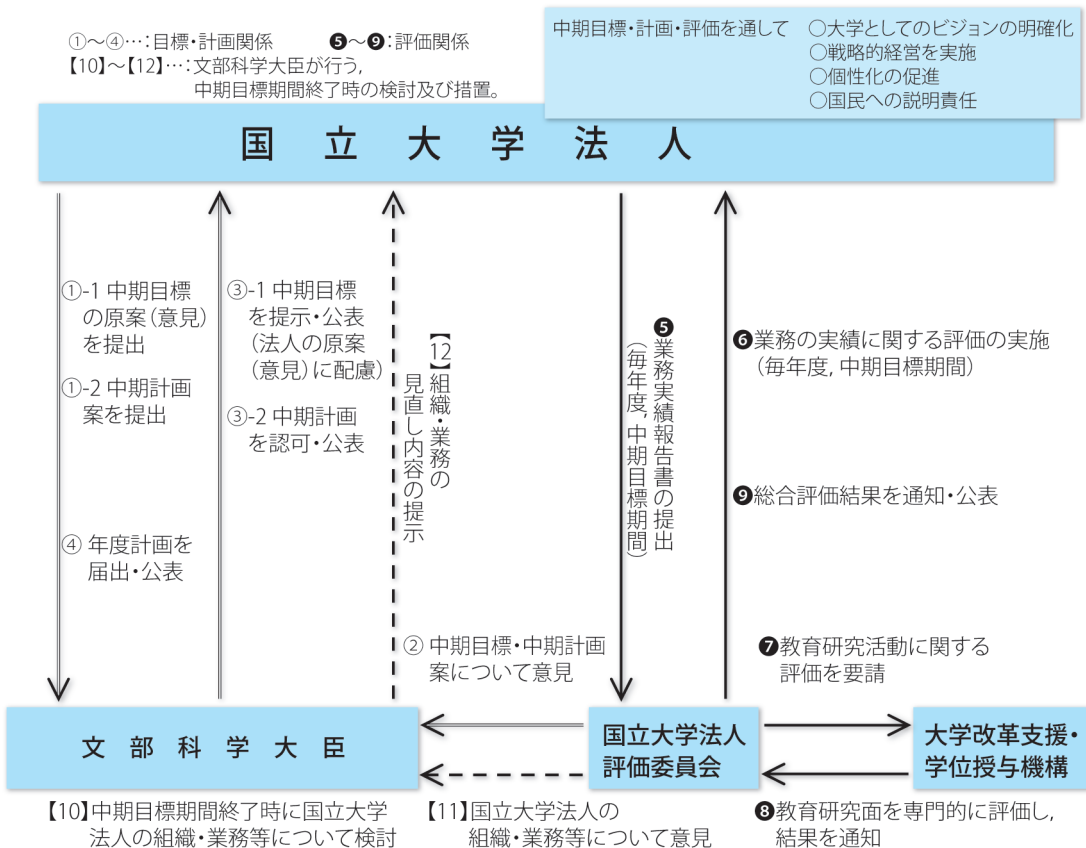 ①～④…：目標・計画関係　❺～❾：評価関係
【10】～【12】…：文部科学大臣が行う，
中期目標期間終了時の検討及び措置。
中期目標・計画・評価を通して　○大学としてのビジョンの明確化
○戦略的経営を実施
○個性化の促進
○国民への説明責任
国立大学法人
①-1 中期目標
の原案（意見）
を提出
①-2 中期計画
案を提出
④ 年度計画を
届出・公表
③-1 中期目標
を提示・公表
（法人の原案
（意見）に配慮）
③-2 中期計画
を認可・公表
【12】組織・業務の
見直し内容の提示
❺業務実績報告書の提出
（毎年度，中期目標期間）
❻業務の実績に関する評価の実施
（毎年度，中期目標期間）
❾総合評価結果を通知・公表
② 中期目標・中期計画
案について意見
❼教育研究活動に関する
評価を要請
文部科学大臣
国立大学法人
評価委員会
大学改革支援・
学位授与機構
【10】中期目標期間終了時に国立大学
法人の組織・業務等について検討
【11】国立大学法人の
組織・業務等について意見
❽教育研究面を専門的に評価し，
結果を通知